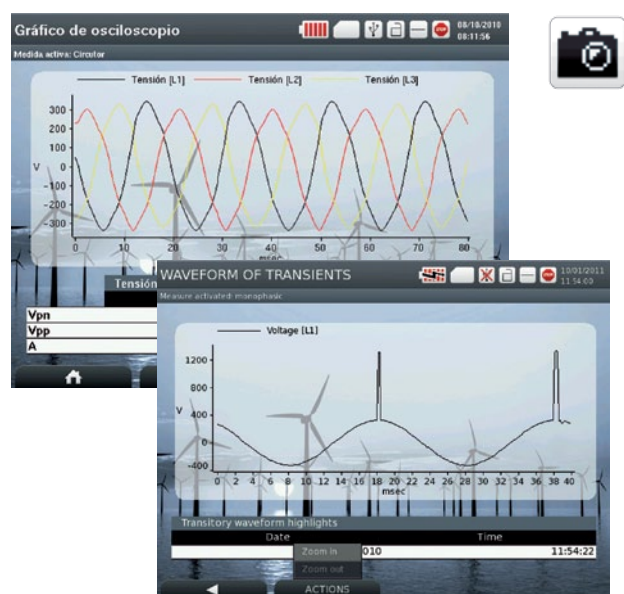 Gráfico de osciloscopio
08/10/2010
08:11:56
Medida activa: Circutor
Tensión [L1] Tensión [L2] Tensión [L3]
300
200
100
V 0
-100
-200
-300
0 10 20 30 40 50 60 70 80
msec
Tensión
Vpn
Vpp
A
WAVEFORM OF TRANSIENTS
10/01/2011
11:54:00
Measure activated: monophasic
Voltage [L1]
1200
800
V 400
0
-400
0 2 4 6 8 10 12 14 16 18 20 22 24 26 28 30 32 34 36 38 40
msec
Transitory waveform highlights
Date Time
010 11:54:22
Zoom in
Zoom out
ACTIONS